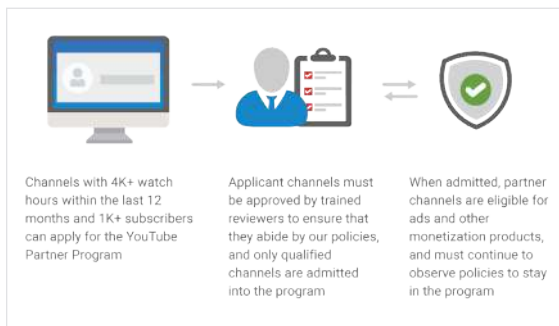 Channels with 4K+ watch
hours within the last 12
months and 1K+ subscribers
can apply for the YouTube
Partner Program
Applicant channels must
be approved by trained
reviewers to ensure that
they abide by our policies,
and only qualified
channels are admitted
into the program
When admitted, partner
channels are eligible for
ads and other
monetization products,
and must continue to
observe policies to stay
in the program